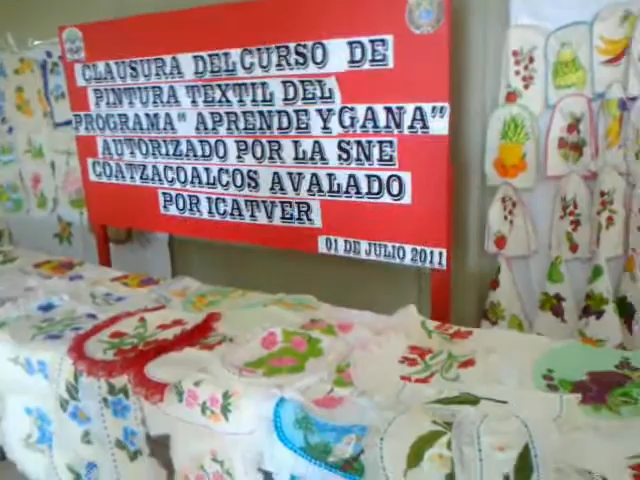 CLAUSURA DEL CURSO DE
PINTURA TEXTIL DEL
PROGRAMA" APRENDE Y GANA"
AUTORIZADO POR LA SNE
COATZACOALCOS AVALADO
POR ICATVER
01 DE JULIO 2011